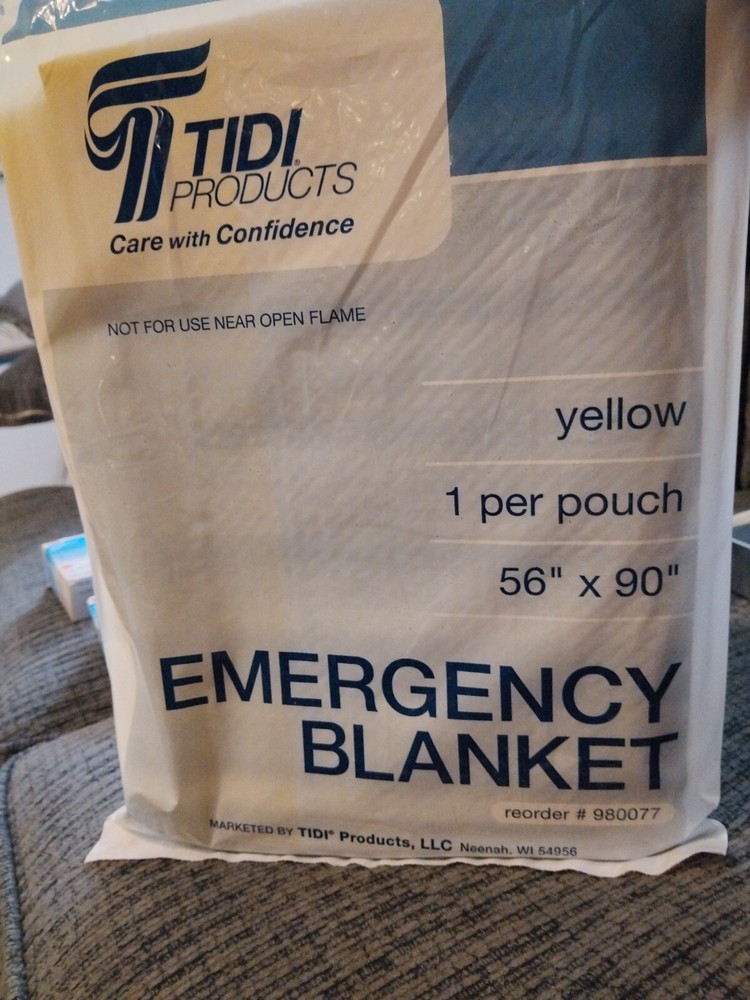 TIDI®
PRODUCTS
Care with Confidence
NOT FOR USE NEAR OPEN FLAME
yellow
1 per pouch
56" x 90"
EMERGENCY
BLANKET
reorder # 980077
MARKETED BY TIDI® Products, LLC Neenah, WI 54956